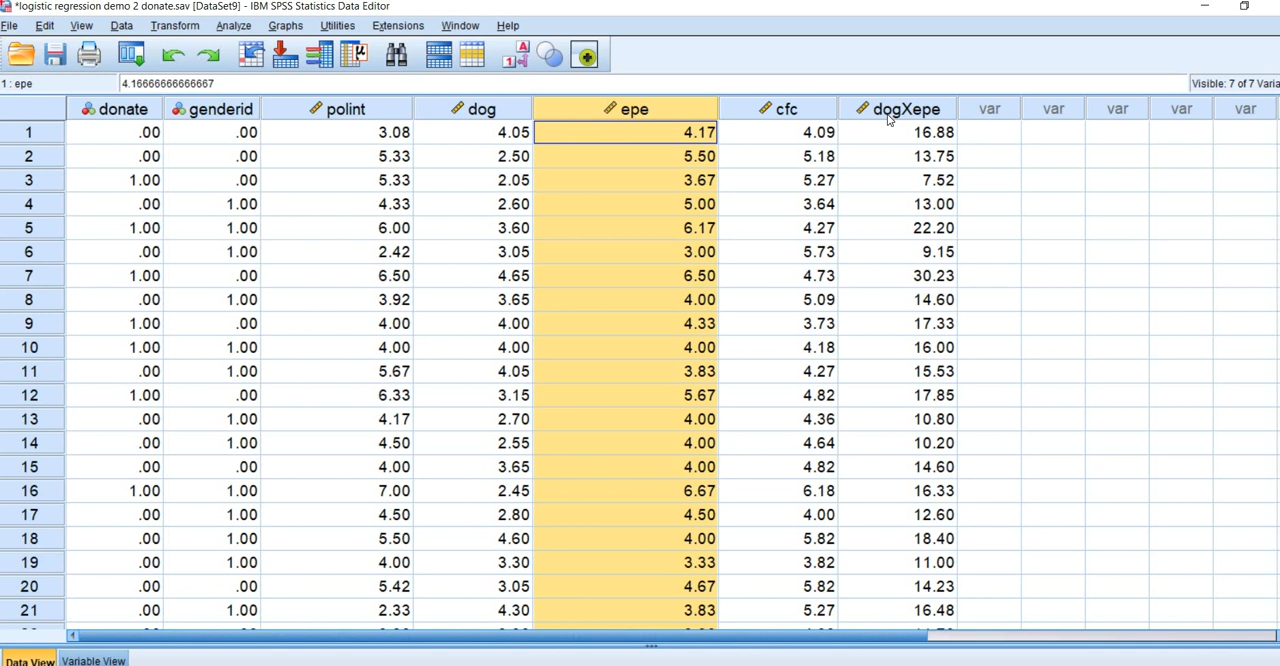 *logistic regression demo 2 donate.sav [DataSet9] - IBM SPSS Statistics Data Editor
File Edit View Data Transform Analyze Graphs Utilities Extensions Window Help
1 : epe 4.16666666666667 Visible: 7 of 7 Varia
donate genderid polint dog epe cfc dogXepe var var var var var
1 .00 .00 3.08 4.05 4.17 4.09 16.88
2 .00 .00 5.33 2.50 5.50 5.18 13.75
3 1.00 .00 5.33 2.05 3.67 5.27 7.52
4 .00 1.00 4.33 2.60 5.00 3.64 13.00
5 1.00 1.00 6.00 3.60 6.17 4.27 22.20
6 .00 1.00 2.42 3.05 3.00 5.73 9.15
7 1.00 .00 6.50 4.65 6.50 4.73 30.23
8 .00 1.00 3.92 3.65 4.00 5.09 14.60
9 1.00 .00 4.00 4.00 4.33 3.73 17.33
10 1.00 1.00 4.00 4.00 4.00 4.18 16.00
11 .00 1.00 5.67 4.05 3.83 4.27 15.53
12 1.00 .00 6.33 3.15 5.67 4.82 17.85
13 .00 1.00 4.17 2.70 4.00 4.36 10.80
14 .00 1.00 4.50 2.55 4.00 4.64 10.20
15 .00 .00 4.00 3.65 4.00 4.82 14.60
16 1.00 1.00 7.00 2.45 6.67 6.18 16.33
17 .00 1.00 4.50 2.80 4.50 4.00 12.60
18 .00 1.00 5.50 4.60 4.00 5.82 18.40
19 .00 1.00 4.00 3.30 3.33 3.82 11.00
20 .00 .00 5.42 3.05 4.67 5.82 14.23
21 .00 1.00 2.33 4.30 3.83 5.27 16.48
Data View Variable View